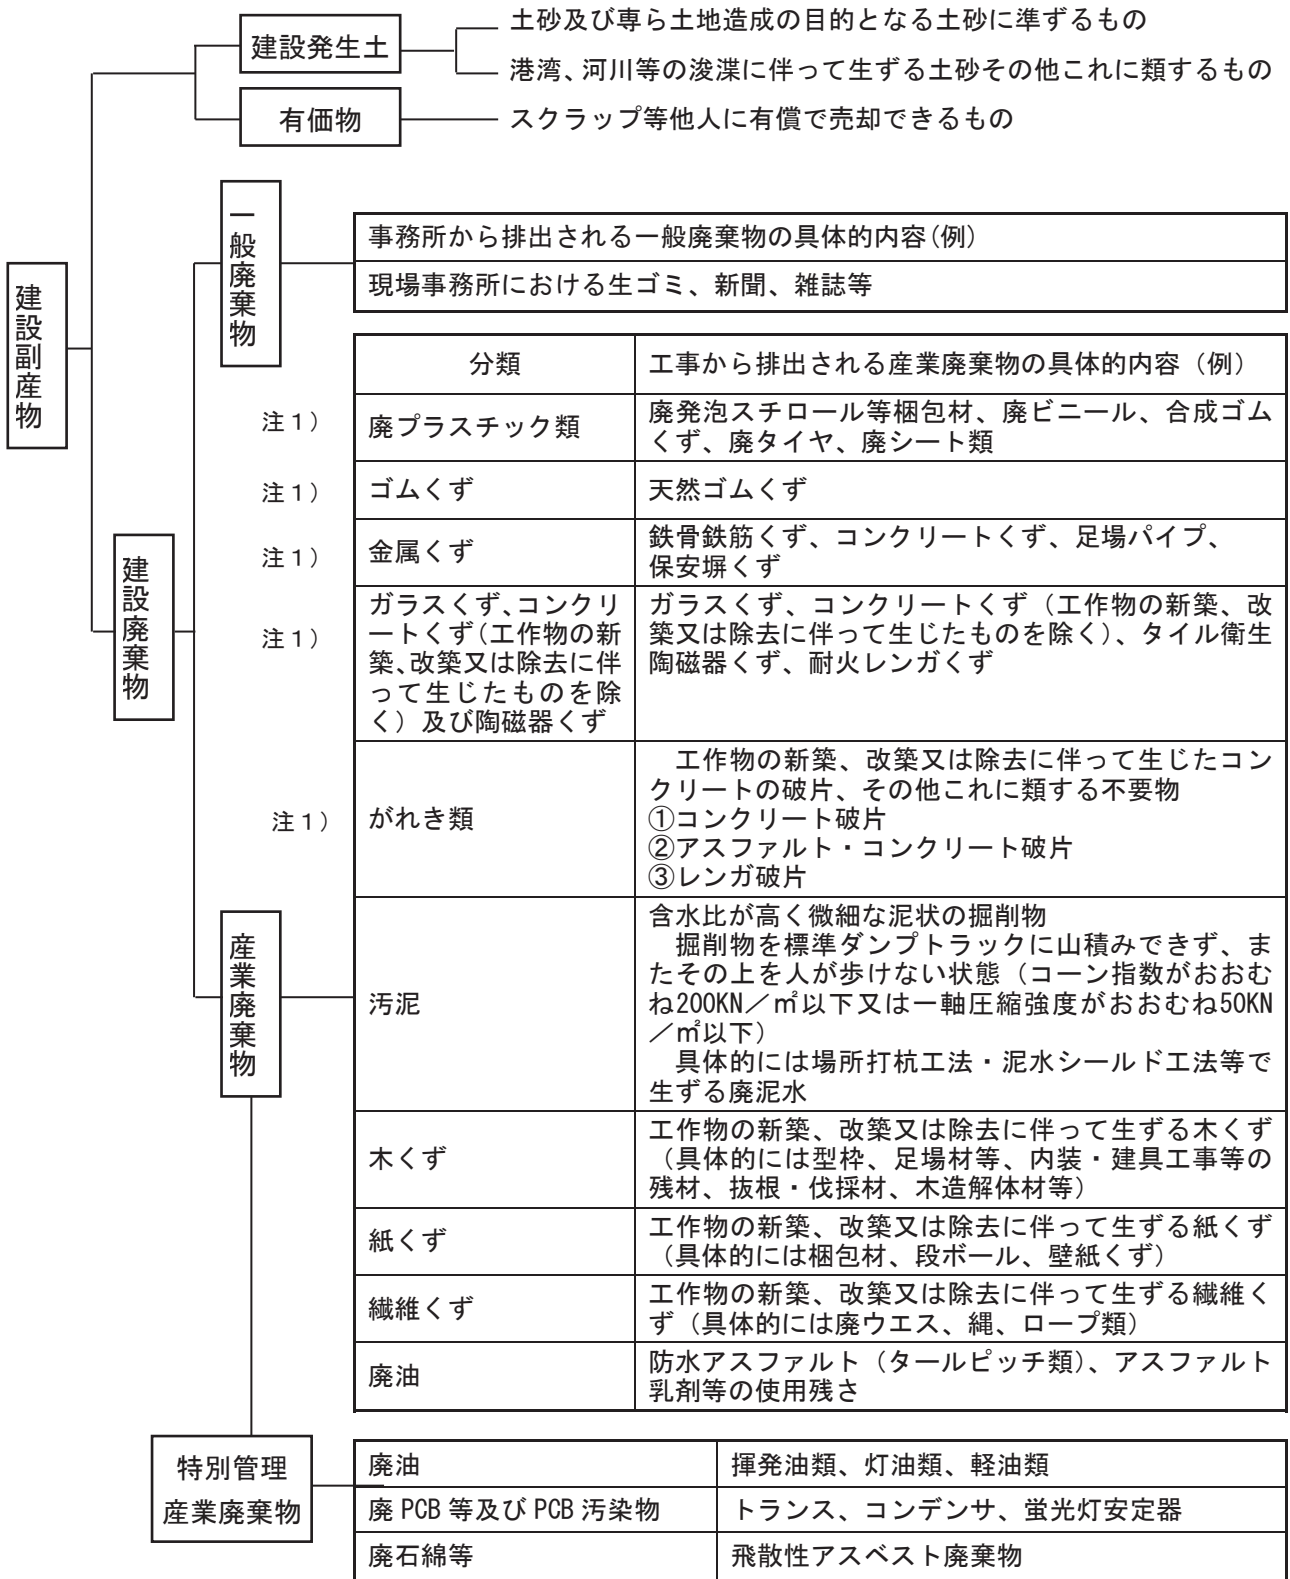 建設発生土
土砂及び専ら土地造成の目的となる土砂に準ずるもの
港湾、河川等の浚渫に伴って生ずる土砂その他これに類するもの
有価物
スクラップ等他人に有償で売却できるもの
建設副産物
一般廃棄物
事務所から排出される一般廃棄物の具体的内容(例)
現場事務所における生ゴミ、新聞、雑誌等
建設廃棄物
分類
工事から排出される産業廃棄物の具体的内容（例）
注１）
廃プラスチック類
廃発泡スチロール等梱包材、廃ビニール、合成ゴム
くず、廃タイヤ、廃シート類
注１）
ゴムくず
天然ゴムくず
注１）
金属くず
鉄骨鉄筋くず、コンクリートくず、足場パイプ、
保安塀くず
注１）
ガラスくず、コンクリ
ートくず(工作物の新
築、改築又は除去に伴
って生じたものを除
く）及び陶磁器くず
ガラスくず、コンクリートくず（工作物の新築、改
築又は除去に伴って生じたものを除く）、タイル衛生
陶磁器くず、耐火レンガくず
注１）
がれき類
工作物の新築、改築又は除去に伴って生じたコン
クリートの破片、その他これに類する不要物
①コンクリート破片
②アスファルト・コンクリート破片
③レンガ破片
産業廃棄物
汚泥
含水比が高く微細な泥状の掘削物
掘削物を標準ダンプトラックに山積みできず、ま
たその上を人が歩けない状態（コーン指数がおおむ
ね200KN／㎡以下又は一軸圧縮強度がおおむね50KN
／㎡以下）
具体的には場所打杭工法・泥水シールド工法等で
生ずる廃泥水
木くず
工作物の新築、改築又は除去に伴って生ずる木くず
（具体的には型枠、足場材等、内装・建具工事等の
残材、抜根・伐採材、木造解体材等）
紙くず
工作物の新築、改築又は除去に伴って生ずる紙くず
（具体的には梱包材、段ボール、壁紙くず）
繊維くず
工作物の新築、改築又は除去に伴って生ずる繊維く
ず（具体的には廃ウエス、縄、ロープ類）
廃油
防水アスファルト（タールピッチ類）、アスファルト
乳剤等の使用残さ
特別管理
産業廃棄物
廃油
揮発油類、灯油類、軽油類
廃 PCB 等及び PCB 汚染物
トランス、コンデンサ、蛍光灯安定器
廃石綿等
飛散性アスベスト廃棄物